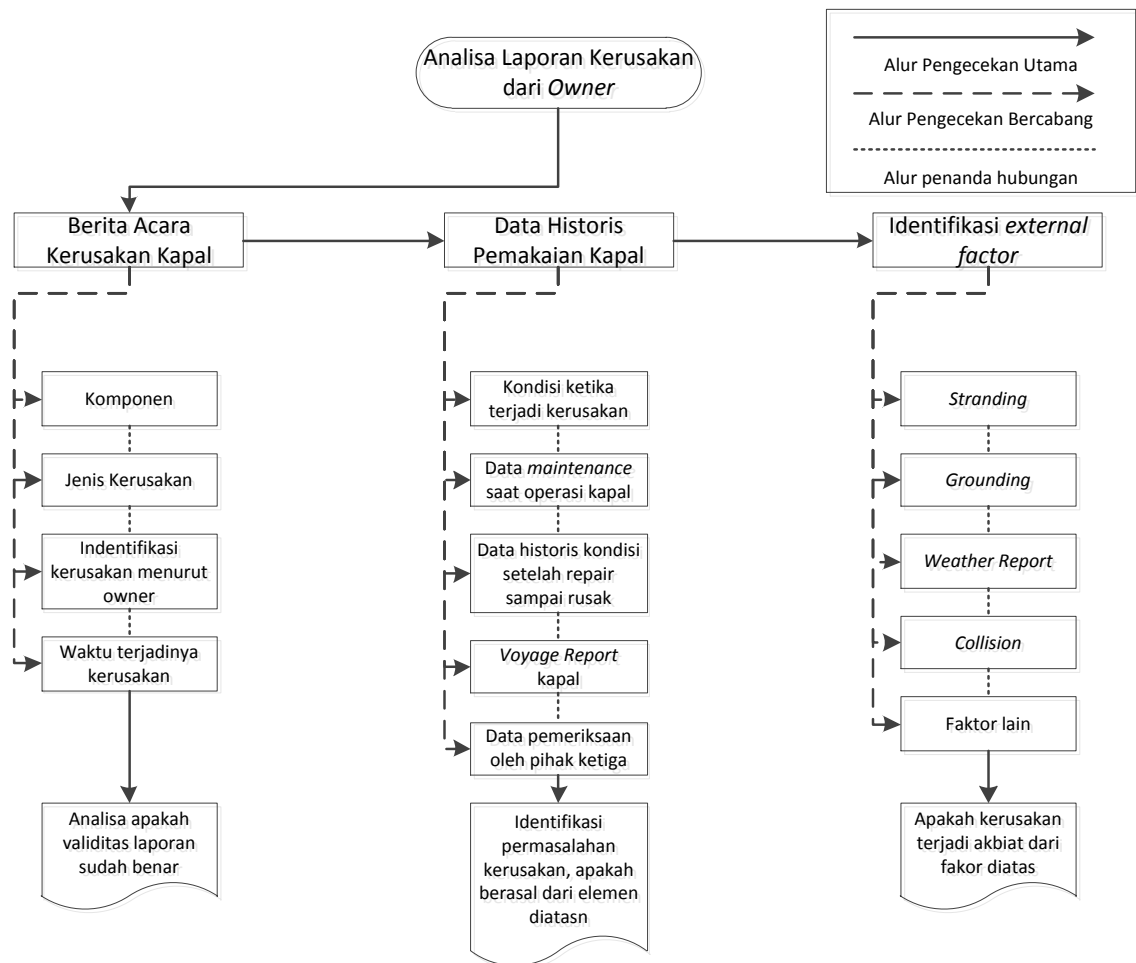 Analisa Laporan Kerusakan
dari Owner
Alur Pengecekan Utama
Alur Pengecekan Bercabang
Alur penanda hubungan
Berita Acara
Kerusakan Kapal
Data Historis
Pemakaian Kapal
Identifikasi external
factor
Komponen
Jenis Kerusakan
Indentifikasi
kerusakan menurut
owner
Waktu terjadinya
kerusakan
Analisa apakah
validitas laporan
sudah benar
Kondisi ketika
terjadi kerusakan
Data maintenance
saat operasi kapal
Data historis kondisi
setelah repair
sampai rusak
Voyage Report
kapal
Data pemeriksaan
oleh pihak ketiga
Identifikasi
permasalahan
kerusakan, apakah
berasal dari elemen
diatasn
Stranding
Grounding
Weather Report
Collision
Faktor lain
Apakah kerusakan
terjadi akbiat dari
fakor diatas